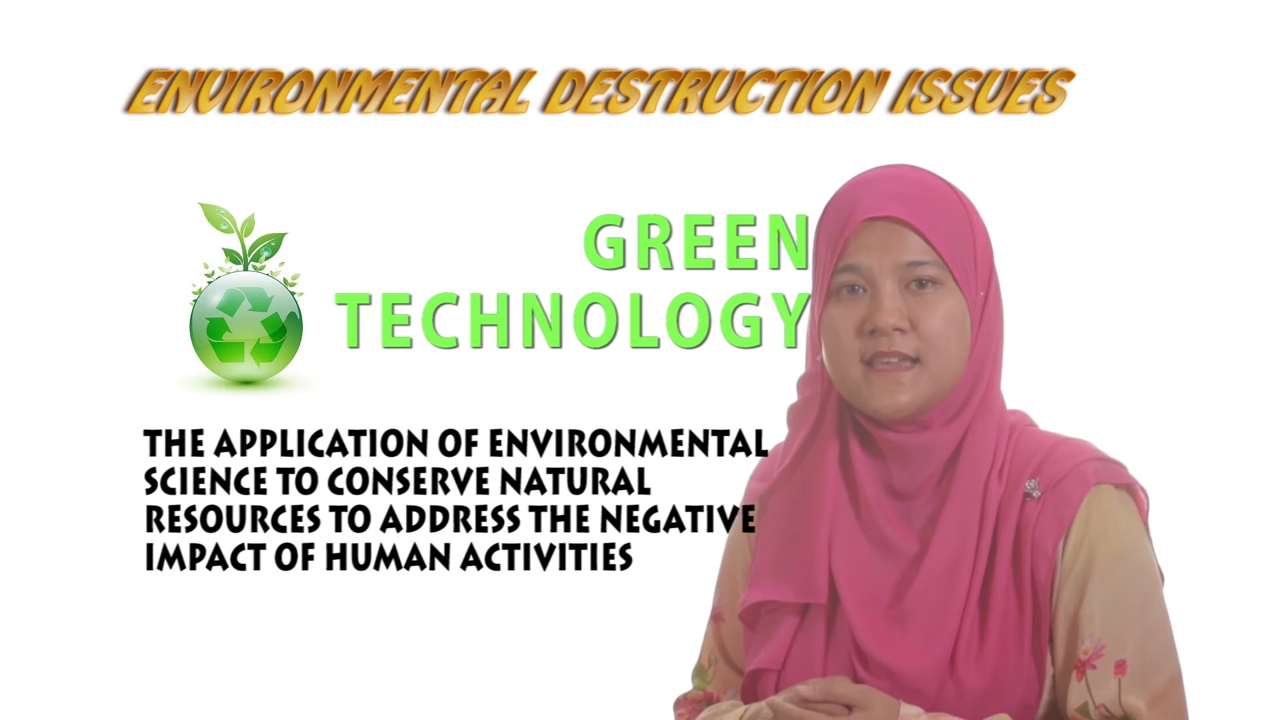 ENVIRONMENTAL DESTRUCTION ISSUES
GREEN
TECHNOLOGY
THE APPLICATION OF ENVIRONMENTAL
SCIENCE TO CONSERVE NATURAL
RESOURCES TO ADDRESS THE NEGATIVE
IMPACT OF HUMAN ACTIVITIES